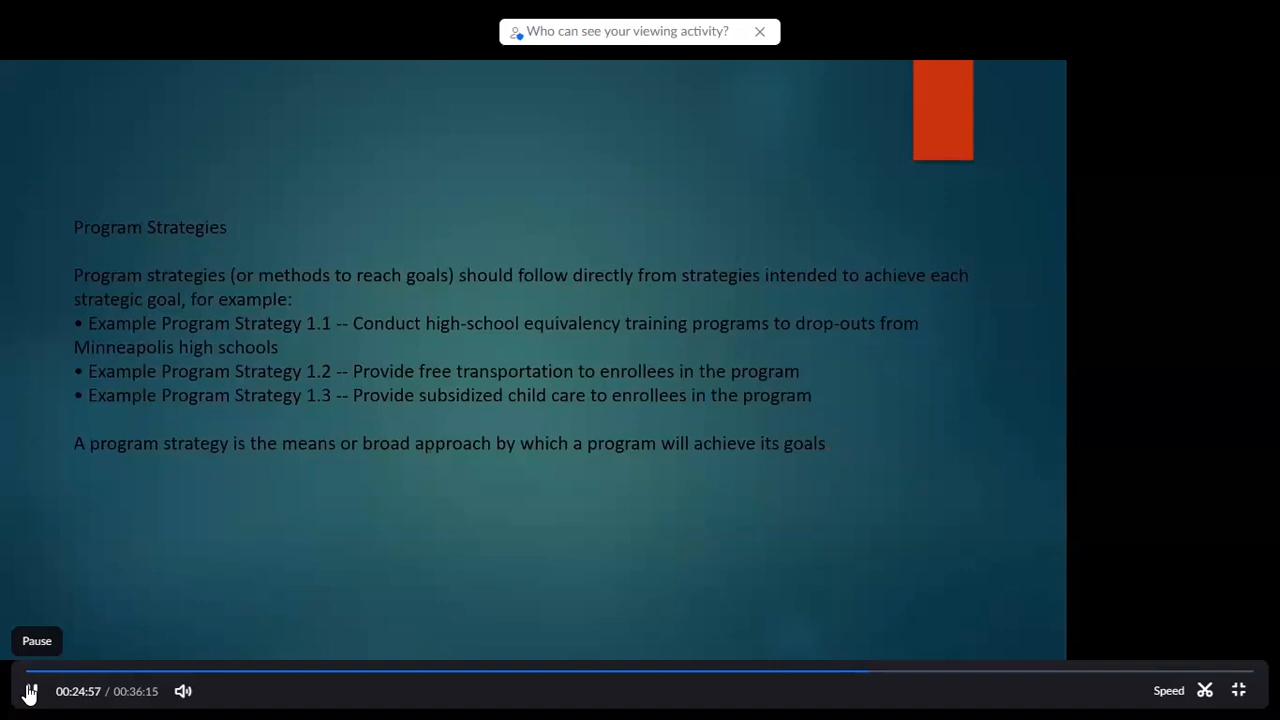 Who can see your viewing activity?
Program Strategies
Program strategies (or methods to reach goals) should follow directly from strategies intended to achieve each
strategic goal, for example:
• Example Program Strategy 1.1 -- Conduct high-school equivalency training programs to drop-outs from
Minneapolis high schools
• Example Program Strategy 1.2 -- Provide free transportation to enrollees in the program
• Example Program Strategy 1.3 -- Provide subsidized child care to enrollees in the program
A program strategy is the means or broad approach by which a program will achieve its goals
Pause
00:24:57 / 00:36:15
Speed